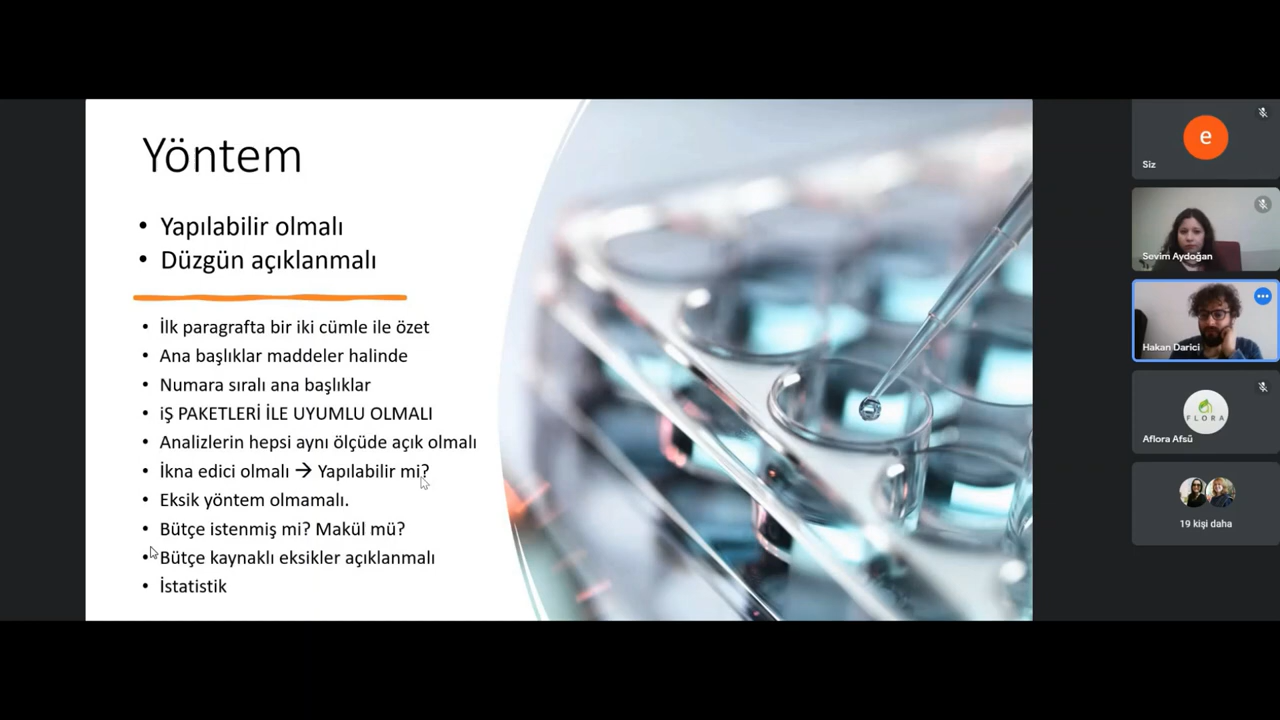 Yöntem
• Yapılabilir olmalı
• Düzgün açıklanmalı
• İlk paragrafta bir iki cümle ile özet
• Ana başlıklar maddeler halinde
• Numara sıralı ana başlıklar
• iŞ PAKETLERİ İLE UYUMLU OLMALI
• Analizlerin hepsi aynı ölçüde açık olmalı
• İkna edici olmalı → Yapılabilir mi?
• Eksik yöntem olmamalı.
• Bütçe istenmiş mi? Makül mü?
• Bütçe kaynaklı eksikler açıklanmalı
• İstatistik
e
Siz
Sevim Aydoğan
Hakan Darici
FLORA
Aflora Afsü
19 kişi daha